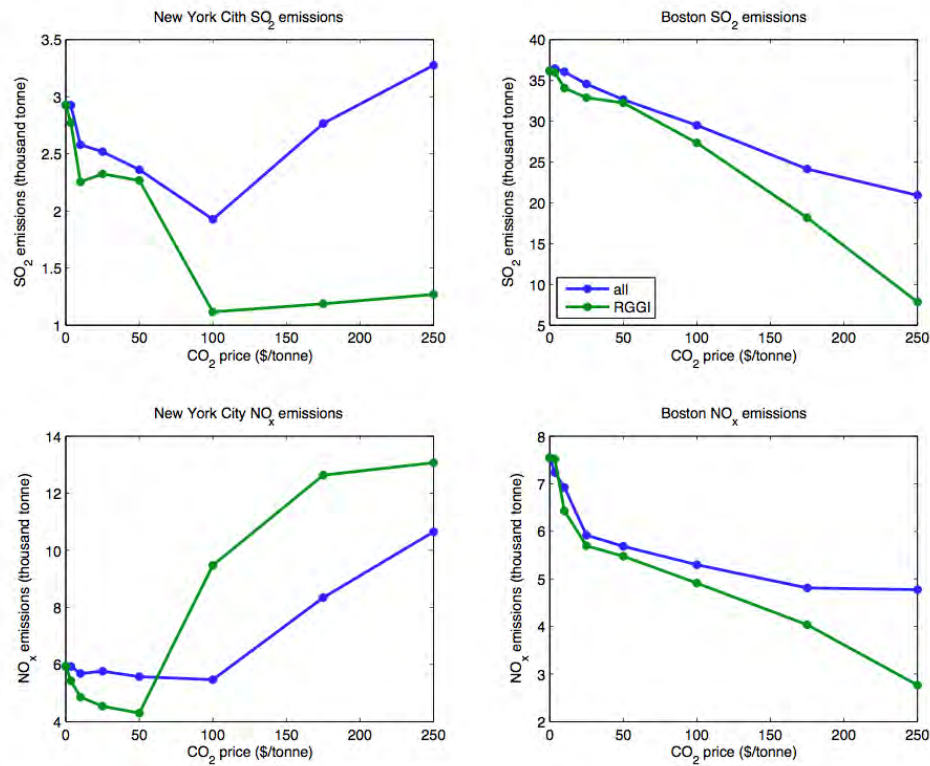 New York Cith SO2 emissions
3.5
3
2.5
2
1.5
1
SO2 emissions (thousand tonne)
0 50 100 150 200 250
CO2 price ($/tonne)
Boston SO2 emissions
40
35
30
25
20
15
10
5
SO2 emissions (thousand tonne)
all
RGGI
0 50 100 150 200 250
CO2 price ($/tonne)
New York City NOx emissions
14
12
10
8
6
4
NOx emissions (thousand tonne)
0 50 100 150 200 250
CO2 price ($/tonne)
Boston NOx emissions
8
7
6
5
4
3
2
NOx emissions (thousand tonne)
0 50 100 150 200 250
CO2 price ($/tonne)